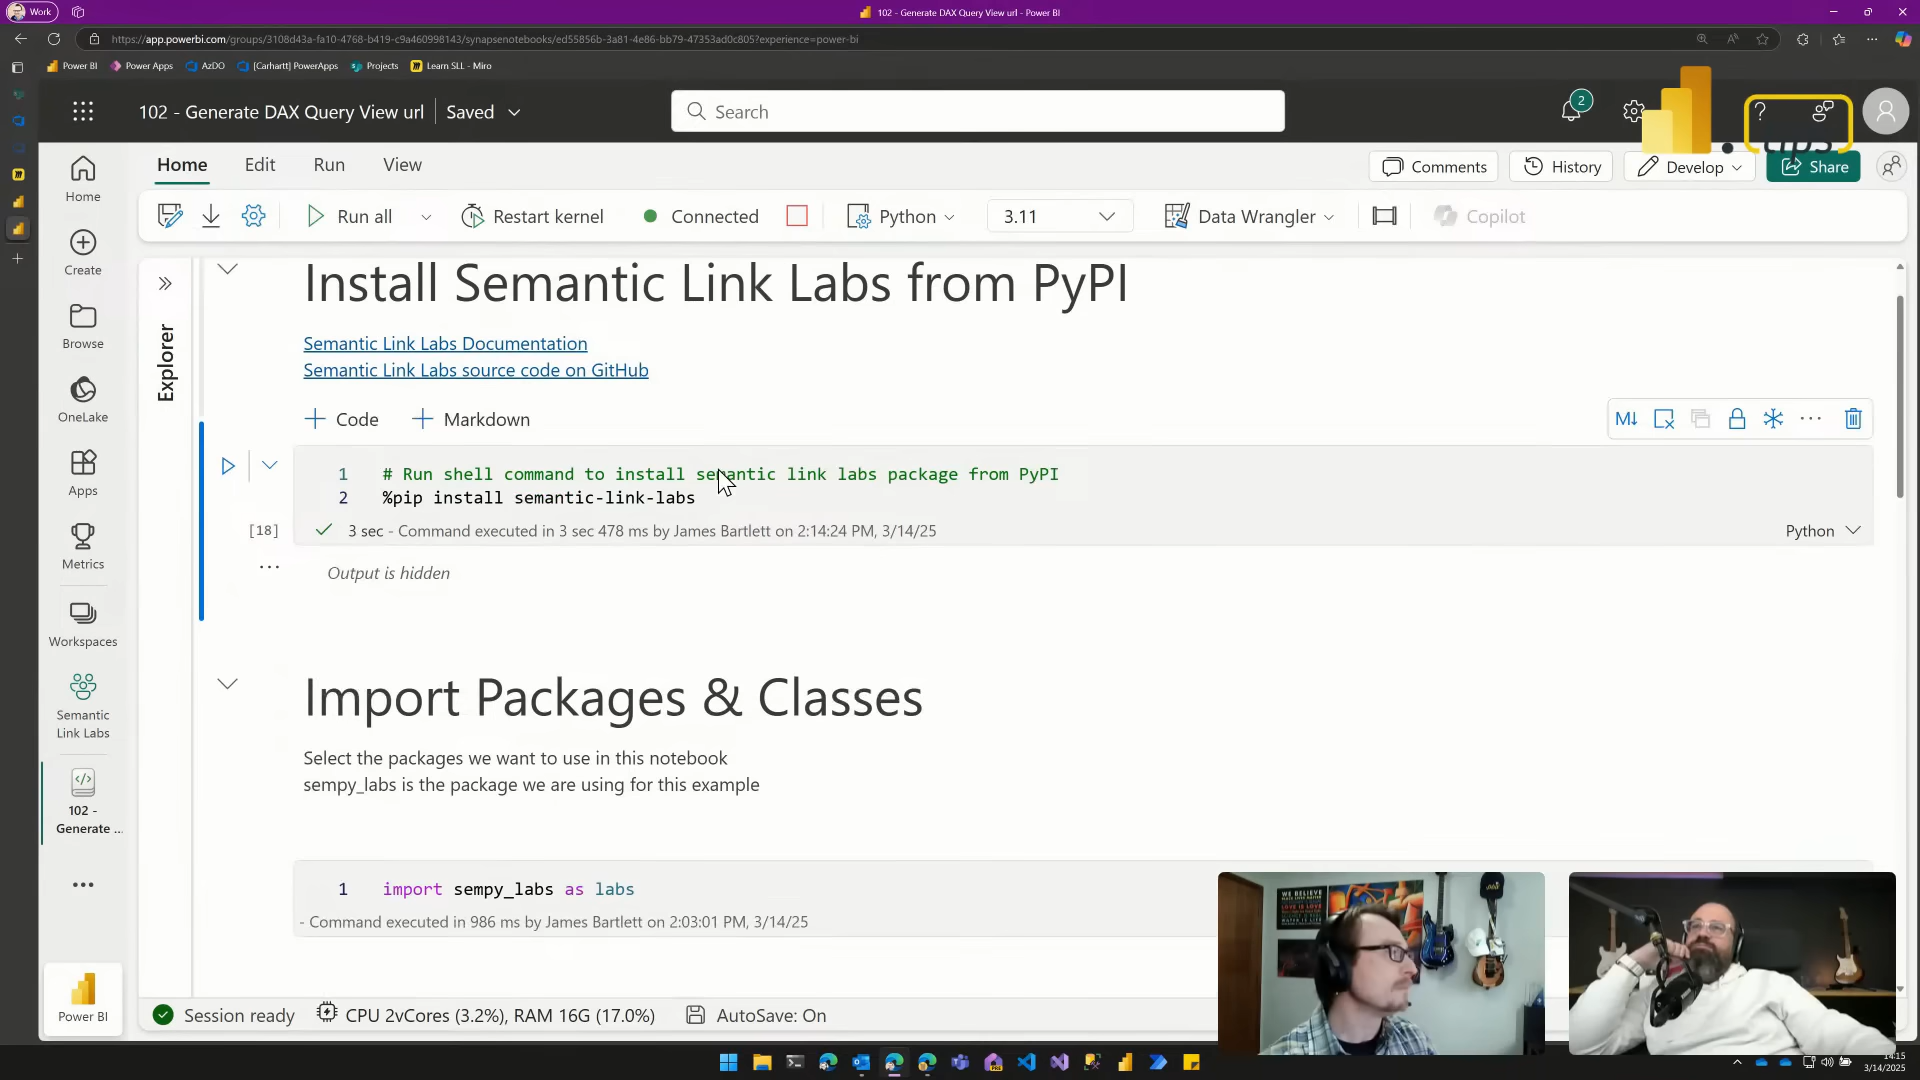 Work
102 - Generate DAX Query View url - Power BI
https://app.powerbi.com/groups/3108d43a-fa10-4768-b419-c9a460998143/synapsenotebooks/ed55856b-3a81-4e86-bb79-47353ad0c805?experience=power-bi
Power BI Power Apps AzDO [Carhartt] PowerApps Projects Learn SLL - Miro
102 - Generate DAX Query View url Saved Search 2 ?
Home Edit Run View Comments History Develop Share
Run all Restart kernel Connected Python 3.11 Data Wrangler Copilot
Home
Create
Browse
OneLake
Apps
Metrics
Workspaces
Semantic
Link Labs
102 -
Generate ...
Power BI
Explorer
Install Semantic Link Labs from PyPI
Semantic Link Labs Documentation
Semantic Link Labs source code on GitHub
Code Markdown
1 # Run shell command to install semantic link labs package from PyPI
2 %pip install semantic-link-labs
[18] 3 sec - Command executed in 3 sec 478 ms by James Bartlett on 2:14:24 PM, 3/14/25 Python
Output is hidden
Import Packages & Classes
Select the packages we want to use in this notebook
sempy_labs is the package we are using for this example
1 import sempy_labs as labs
- Command executed in 986 ms by James Bartlett on 2:03:01 PM, 3/14/25
WE BELIEVE
LOVE IS LOVE
Session ready CPU 2vCores (3.2%), RAM 16G (17.0%) AutoSave: On
14:15
3/14/2025